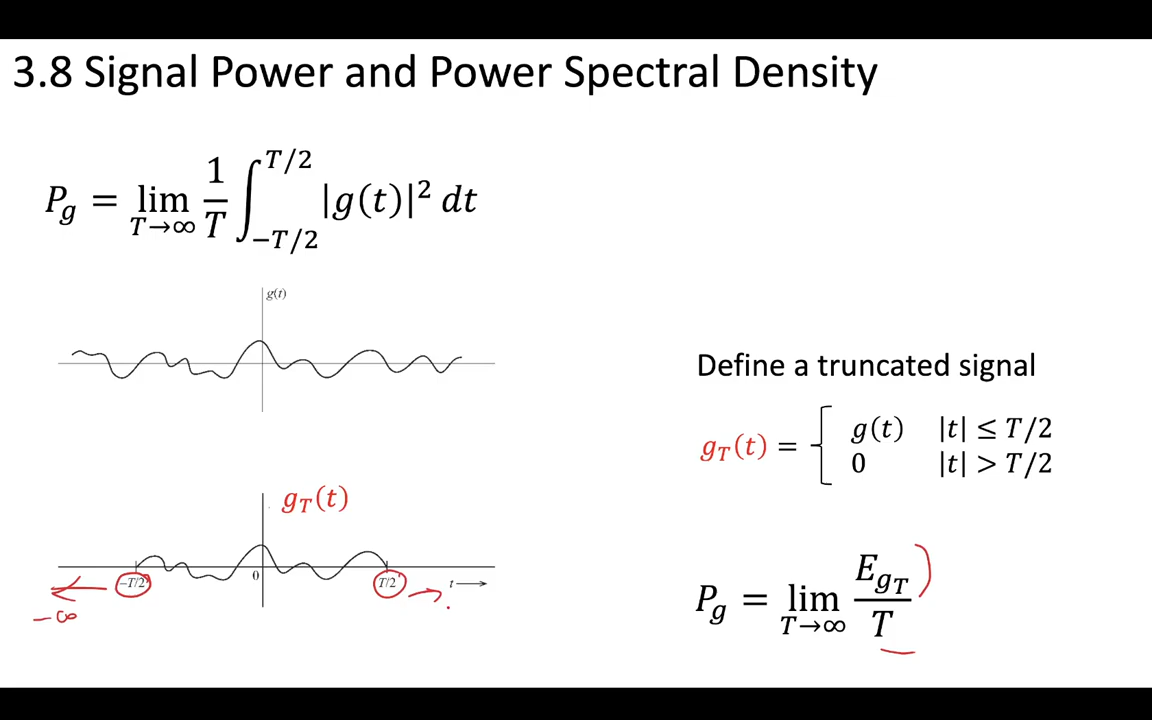 3.8 Signal Power and Power Spectral Density
P_g = lim_{T→∞} 1/T ∫_{−T/2}^{T/2} |g(t)|² dt
g(t)
Define a truncated signal
g_T(t) = { g(t) |t| ≤ T/2
0 |t| > T/2
g_T(t)
−T/2 0 T/2 t
−∞
P_g = lim_{T→∞} E_{g_T}/T